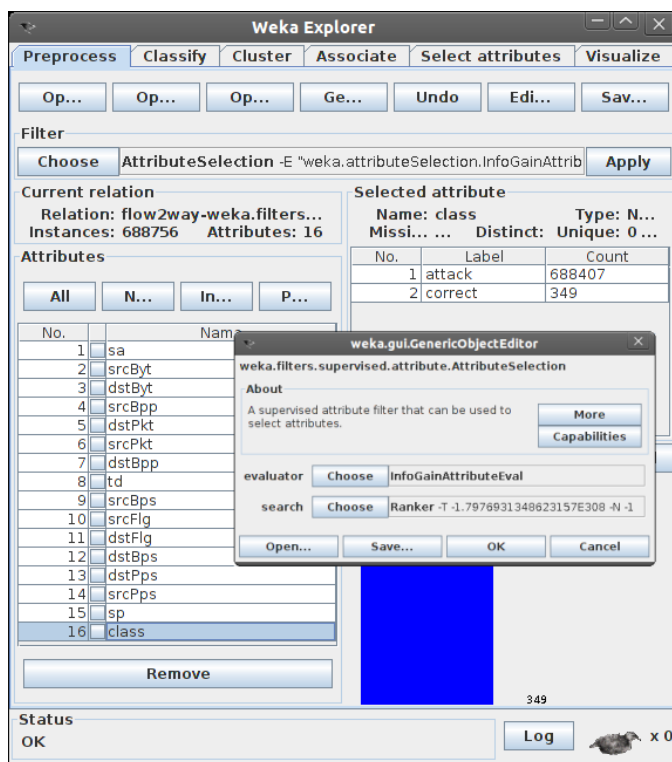 Weka Explorer
Preprocess Classify Cluster Associate Select attributes Visualize
Op... Op... Op... Ge... Undo Edi... Sav...
Filter
Choose AttributeSelection -E "weka.attributeSelection.InfoGainAttrib Apply
Current relation
Relation: flow2way-weka.filters...
Instances: 688756 Attributes: 16
Selected attribute
Name: class Type: N...
Missi... ... Distinct: Unique: 0 ...
No. Label Count
1 attack 688407
2 correct 349
Attributes
All N... In... P...
No. Name
1 sa
2 srcByt
3 dstByt
4 srcBpp
5 dstPkt
6 srcPkt
7 dstBpp
8 td
9 srcBps
10 srcFlg
11 dstFlg
12 dstBps
13 dstPps
14 srcPps
15 sp
16 class
Remove
weka.gui.GenericObjectEditor
weka.filters.supervised.attribute.AttributeSelection
About
A supervised attribute filter that can be used to
select attributes.
More
Capabilities
evaluator Choose InfoGainAttributeEval
search Choose Ranker -T -1.7976931348623157E308 -N -1
Open... Save... OK Cancel
349
Status
OK
Log x 0